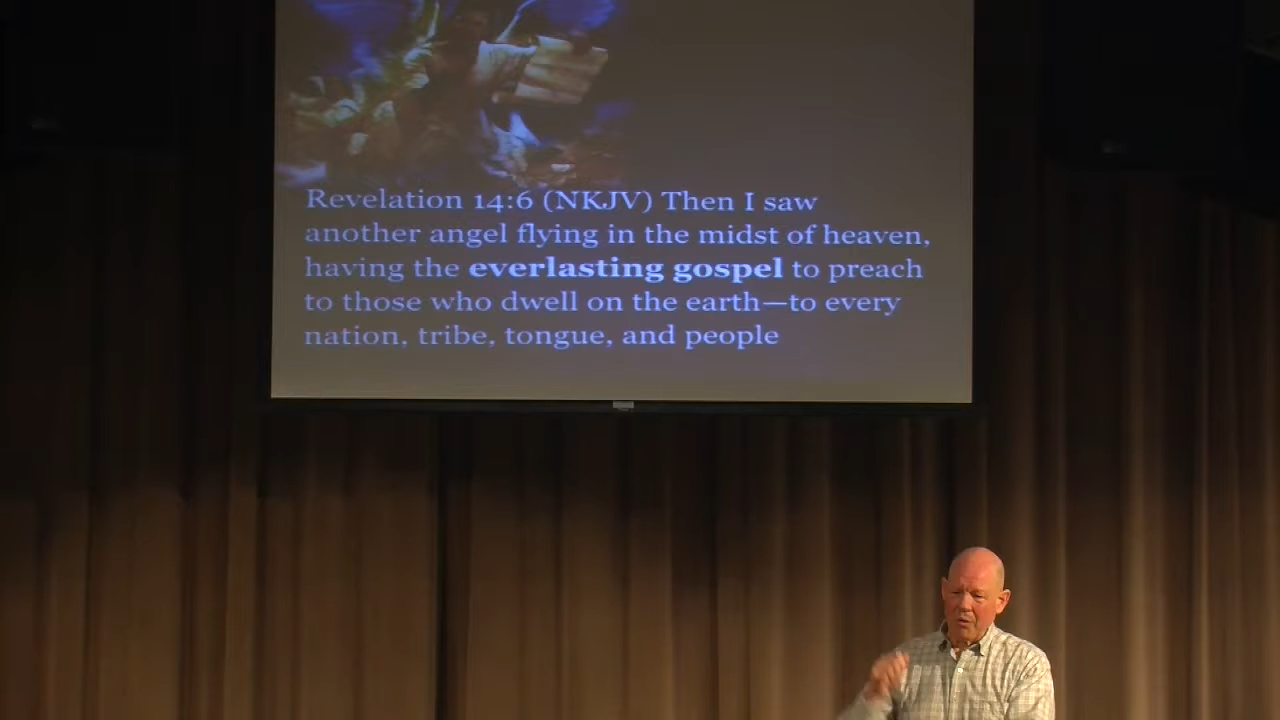 Revelation 14:6 (NKJV) Then I saw
another angel flying in the midst of heaven,
having the everlasting gospel to preach
to those who dwell on the earth—to every
nation, tribe, tongue, and people